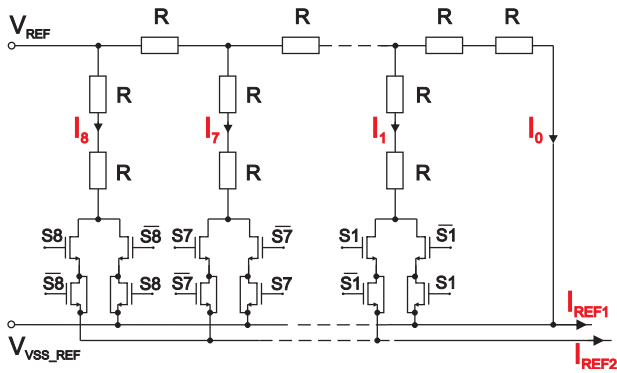 R R R R
V_REF
R R R
I_8 I_7 I_1 I_0
R R R
S8 S̅8̅ S7 S̅7̅ S1 S̅1̅
S̅8̅ S8 S̅7̅ S7 S̅1̅ S1
I_REF1
V_VSS_REF
I_REF2